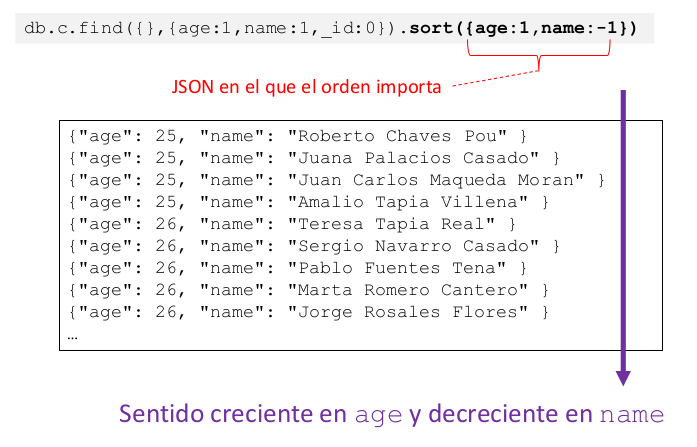 db.c.find({},{age:1,name:1,_id:0}).sort({age:1,name:-1})
JSON en el que el orden importa
{"age": 25, "name": "Roberto Chaves Pou" }
{"age": 25, "name": "Juana Palacios Casado" }
{"age": 25, "name": "Juan Carlos Maqueda Moran" }
{"age": 25, "name": "Amalio Tapia Villena" }
{"age": 26, "name": "Teresa Tapia Real" }
{"age": 26, "name": "Sergio Navarro Casado" }
{"age": 26, "name": "Pablo Fuentes Tena" }
{"age": 26, "name": "Marta Romero Cantero" }
{"age": 26, "name": "Jorge Rosales Flores" }
…
Sentido creciente en age y decreciente en name